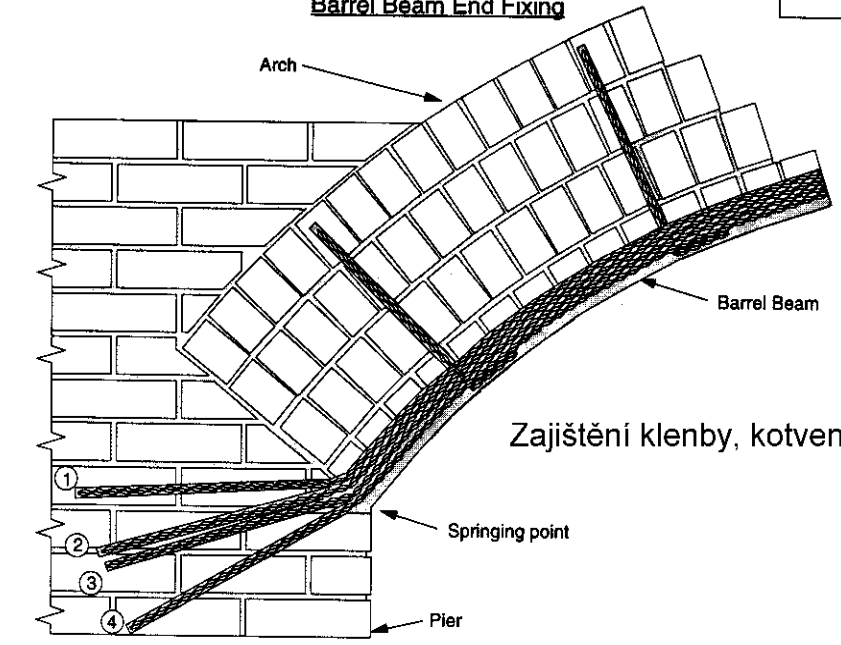 Barrel Beam End Fixing
Arch
Barrel Beam
Zajištění klenby, kotven
1
Springing point
2
3
4
Pier